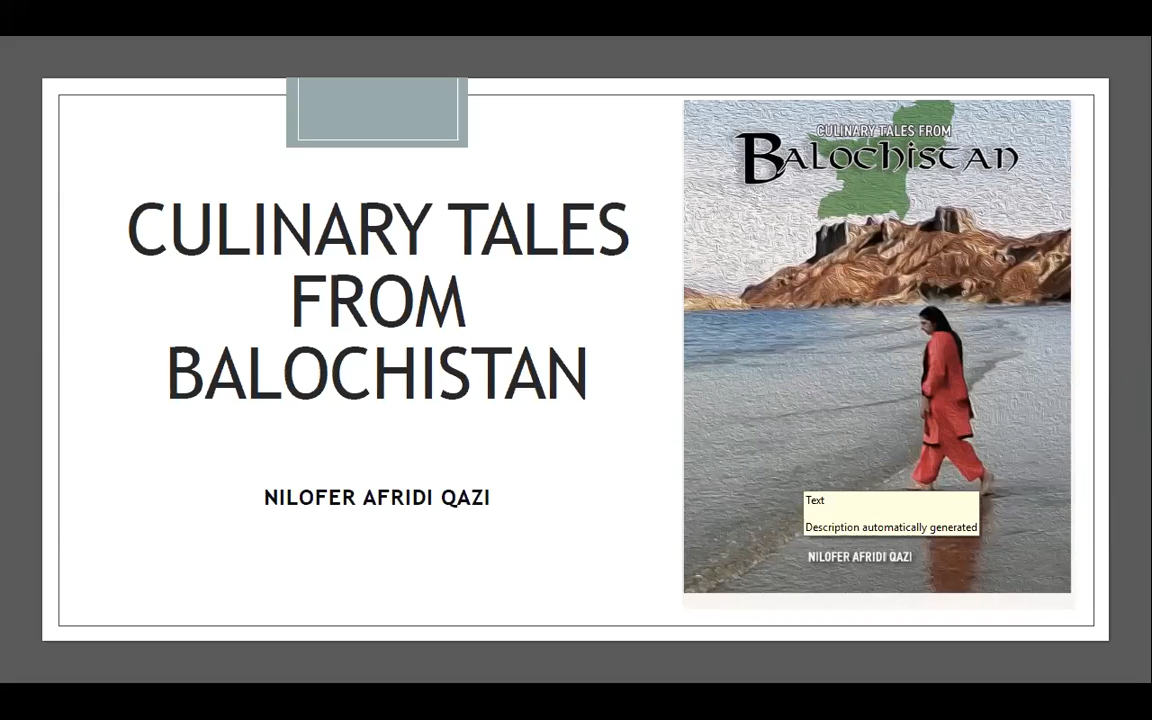 CULINARY TALES
FROM
BALOCHISTAN
NILOFER AFRIDI QAZI
CULINARY TALES FROM
BALOCHISTAN
Text
Description automatically generated
NILOFER AFRIDI QAZI